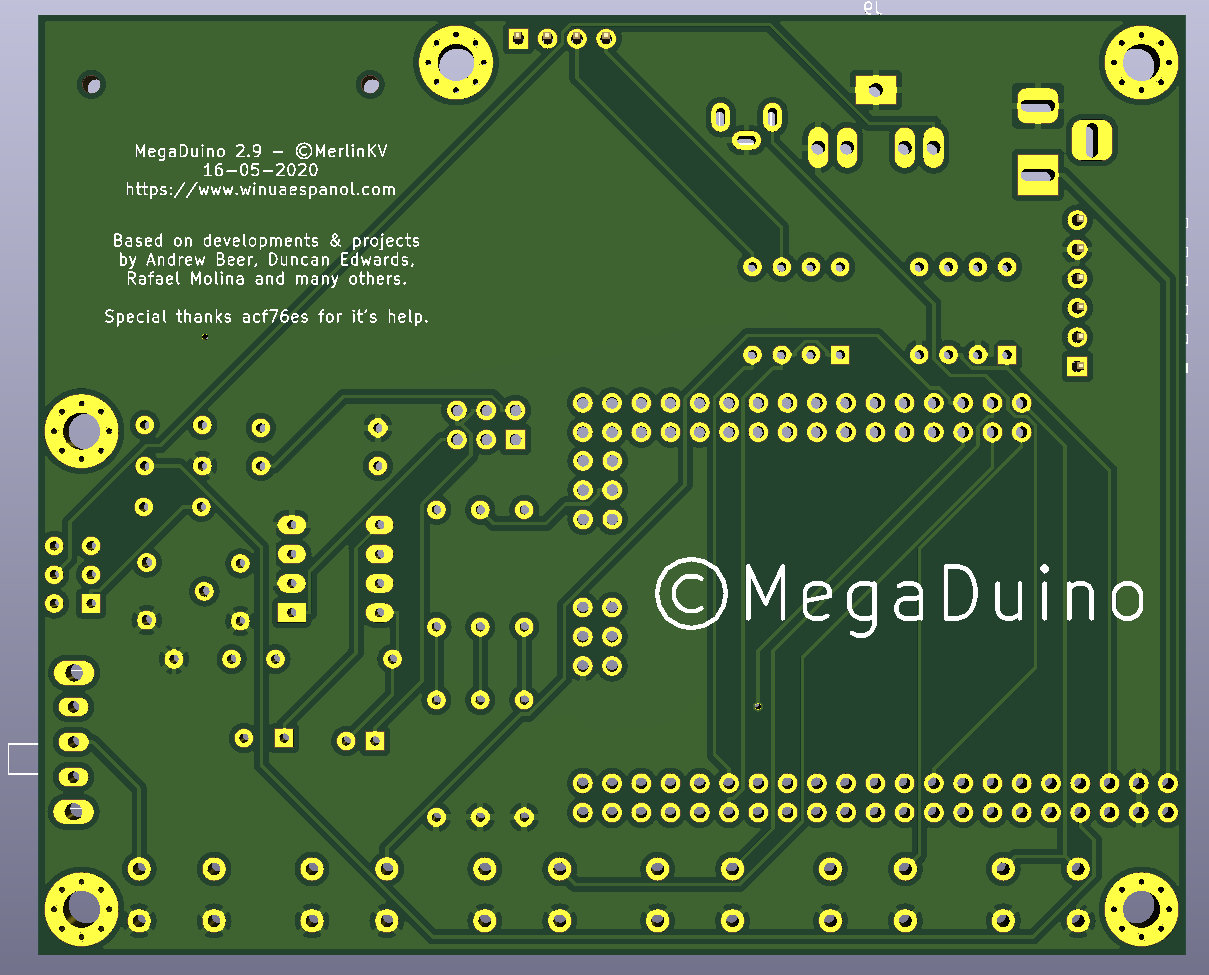 MegaDuino 2.9 - ©MerlinKV
16-05-2020
https://www.winuaespanol.com
Based on developments & projects
by Andrew Beer, Duncan Edwards,
Rafael Molina and many others.
Special thanks acf76es for it's help.
©MegaDuino